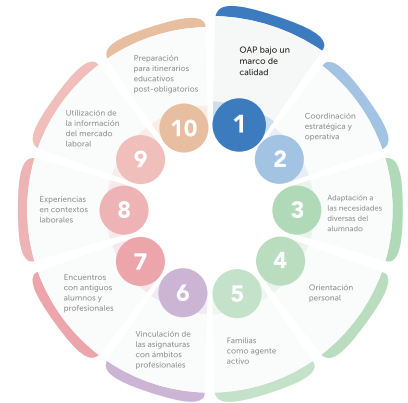 1
OAP bajo un
marco de
calidad
2
Coordinación
estratégica y
operativa
3
Adaptación a
las necesidades
diversas del
alumnado
4
Orientación
personal
5
Familias
como agente
activo
6
Vinculación de
las asignaturas
con ámbitos
profesionales
7
Encuentros
con antiguos
alumnos y
profesionales
8
Experiencias
en contextos
laborales
9
Utilización de
la información
del mercado
laboral
10
Preparación
para itinerarios
educativos
post-obligatorios